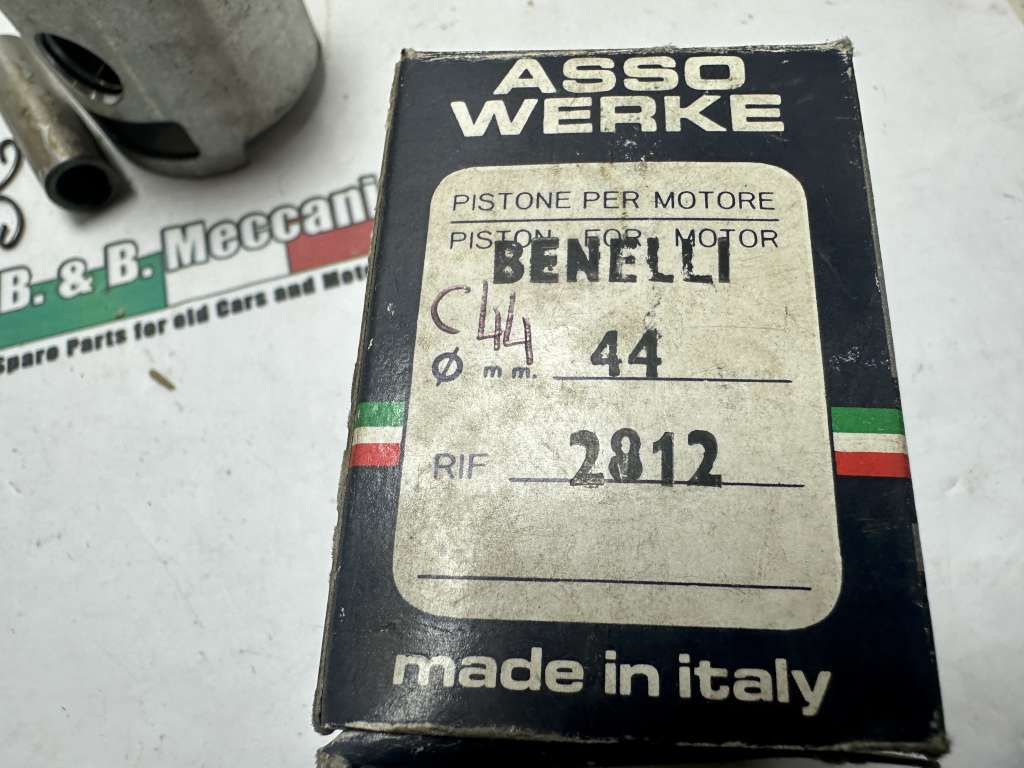 ASSO
WERKE
PISTONE PER MOTORE
PISTON FOR MOTOR
BENELLI
C44
Ø mm. 44
RIF 2812
made in italy
B. & B. Meccani
Spare Parts for old Cars and Moto